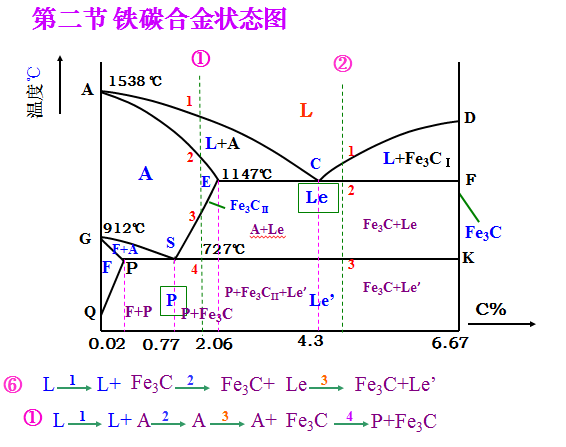 第二节 铁碳合金状态图
① ②
温度℃
A 1538℃
1 L D
L+A 1
2 C L+Fe₃C Ⅰ
A E 1147℃ F
Le 2
Fe₃C Ⅱ
3 A+Le Fe₃C+Le Fe₃C
G 912℃ S
F+A 727℃ K
F P 4 3
P P+Fe₃CⅡ+Le′ Le’ Fe₃C+Le′
Q F+P P+Fe₃C C%
0.02 0.77 2.06 4.3 6.67
⑥ L 1 L+ Fe₃C 2 Fe₃C+ Le 3 Fe₃C+Le’
① L 1 L+ A 2 A 3 A+ Fe₃C 4 P+Fe₃C